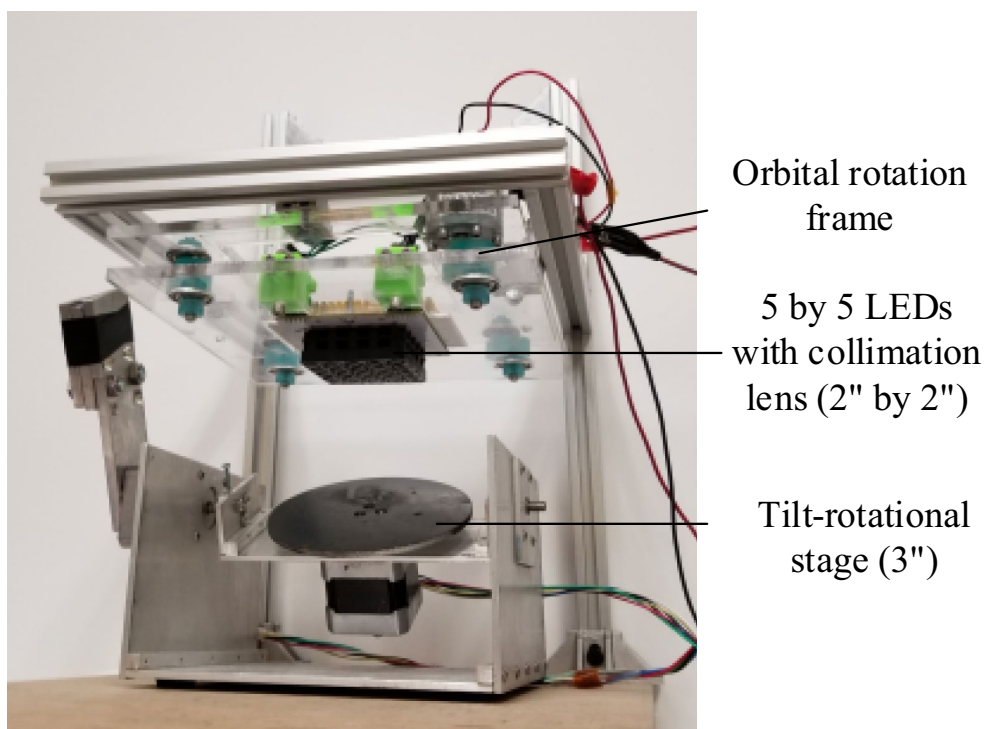 Orbital rotation
frame
5 by 5 LEDs
with collimation
lens (2" by 2")
Tilt-rotational
stage (3")